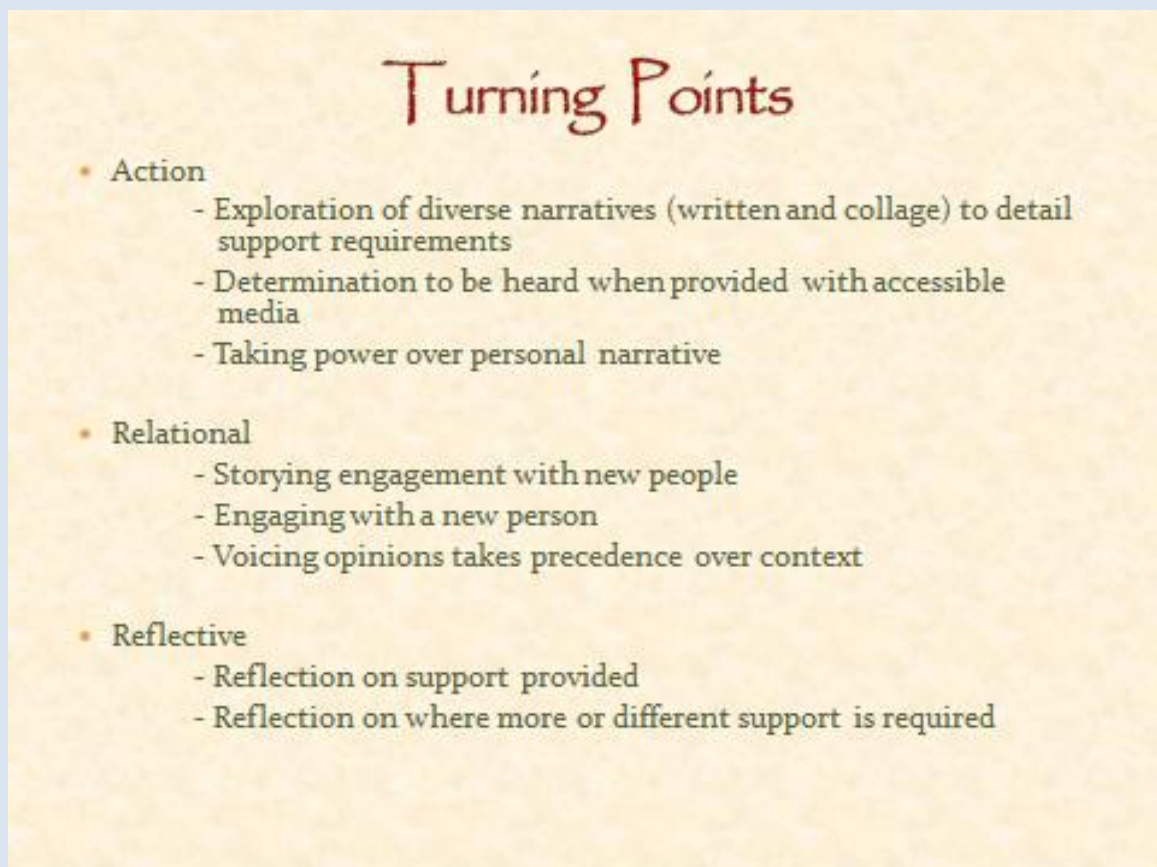 Turning Points
• Action
- Exploration of diverse narratives (written and collage) to detail
support requirements
- Determination to be heard when provided with accessible
media
- Taking power over personal narrative
• Relational
- Storying engagement with new people
- Engaging with a new person
- Voicing opinions takes precedence over context
• Reflective
- Reflection on support provided
- Reflection on where more or different support is required